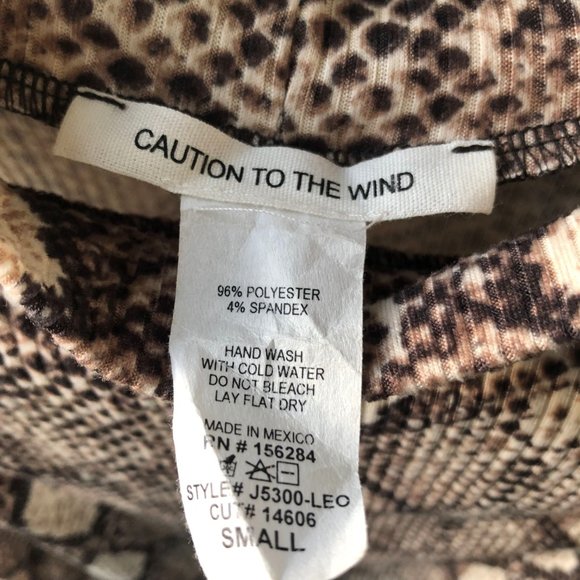 CAUTION TO THE WIND
96% POLYESTER
4% SPANDEX
HAND WASH
WITH COLD WATER
DO NOT BLEACH
LAY FLAT DRY
MADE IN MEXICO
RN # 156284
STYLE# J5300-LEO
CUT# 14606
SMALL